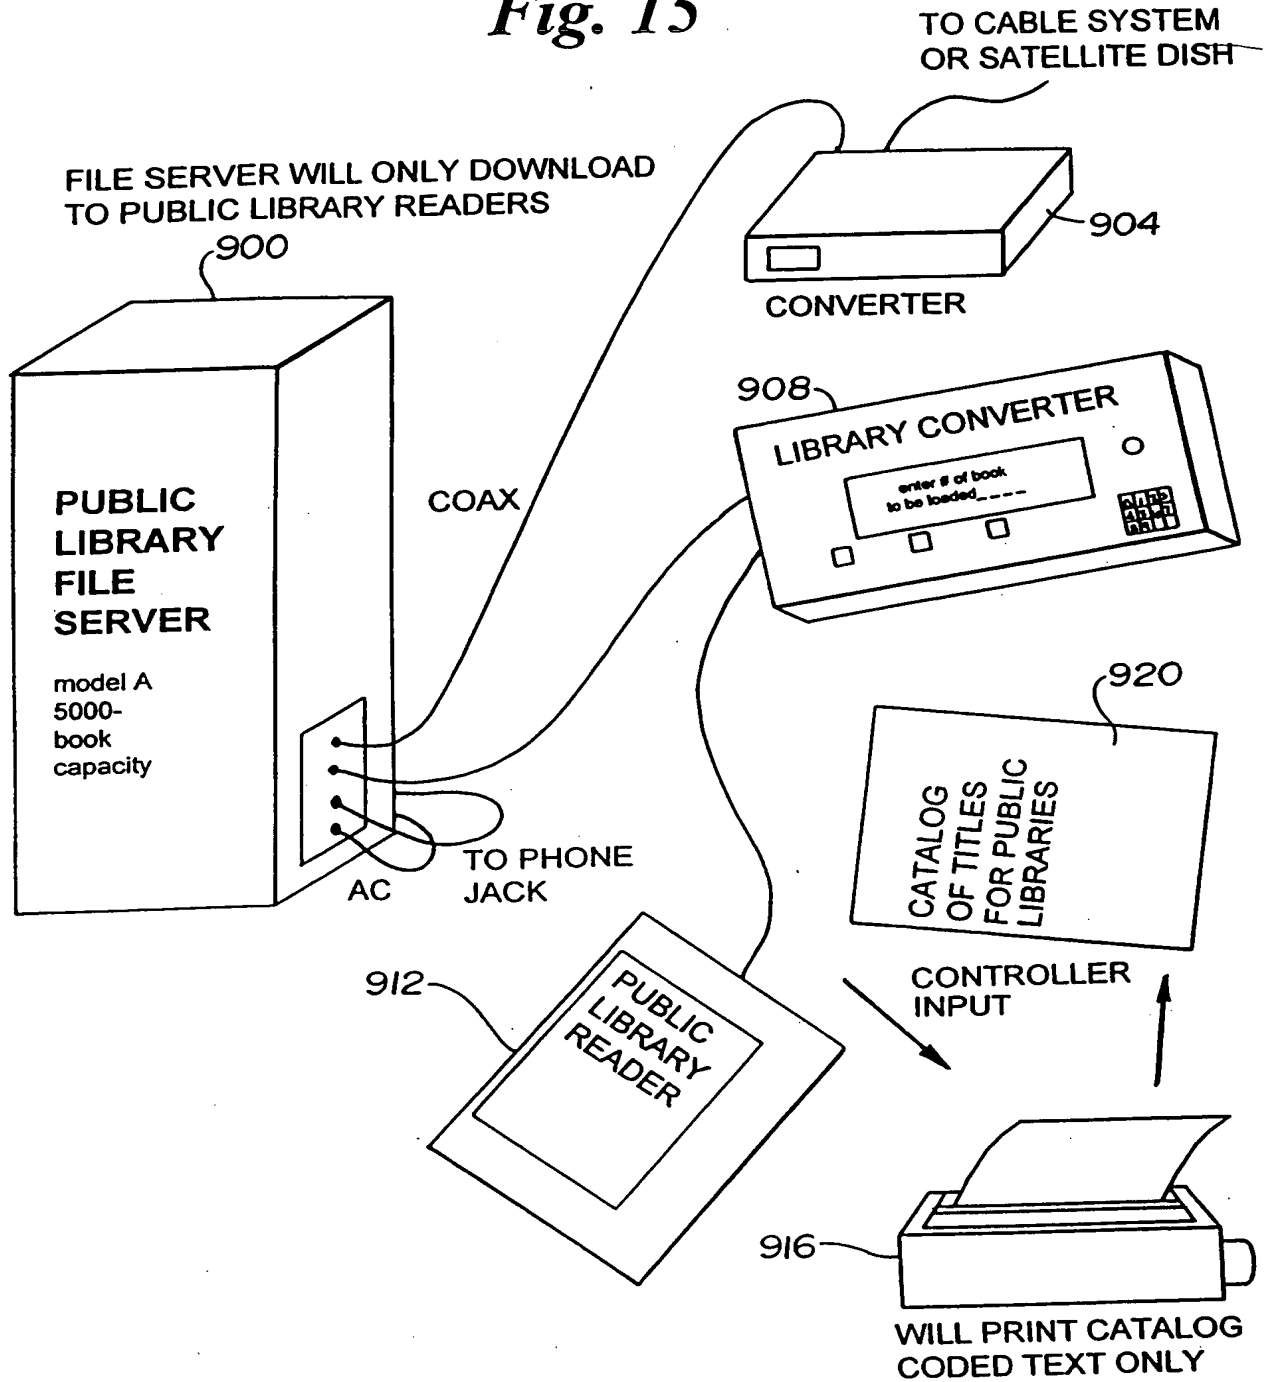 Fig. 15
TO CABLE SYSTEM
OR SATELLITE DISH
FILE SERVER WILL ONLY DOWNLOAD
TO PUBLIC LIBRARY READERS
900
904
CONVERTER
908
LIBRARY CONVERTER
enter # of book
to be loaded____
COAX
PUBLIC
LIBRARY
FILE
SERVER
model A
5000-
book
capacity
AC
TO PHONE
JACK
920
CATALOG
OF TITLES
FOR PUBLIC
LIBRARIES
912
PUBLIC
LIBRARY
READER
CONTROLLER
INPUT
916
WILL PRINT CATALOG
CODED TEXT ONLY